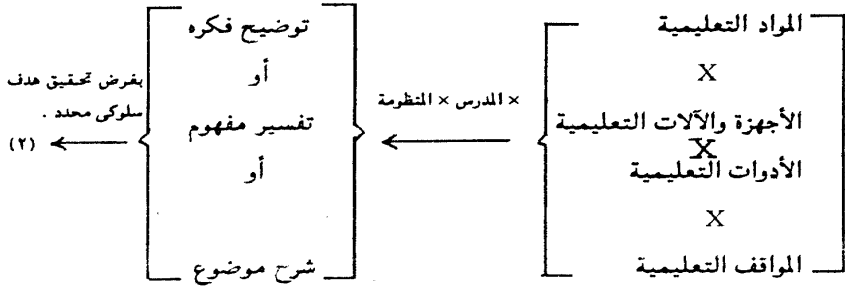 المواد التعليمية
X
الأجهزة والآلات التعليمية
X
الأدوات التعليمية
X
المواقف التعليمية
× المدرس × المنظومة
توضيح فكره
أو
تفسير مفهوم
أو
شرح موضوع
بفرض تحقيق هدف
سلوكى محدد .
(٢)